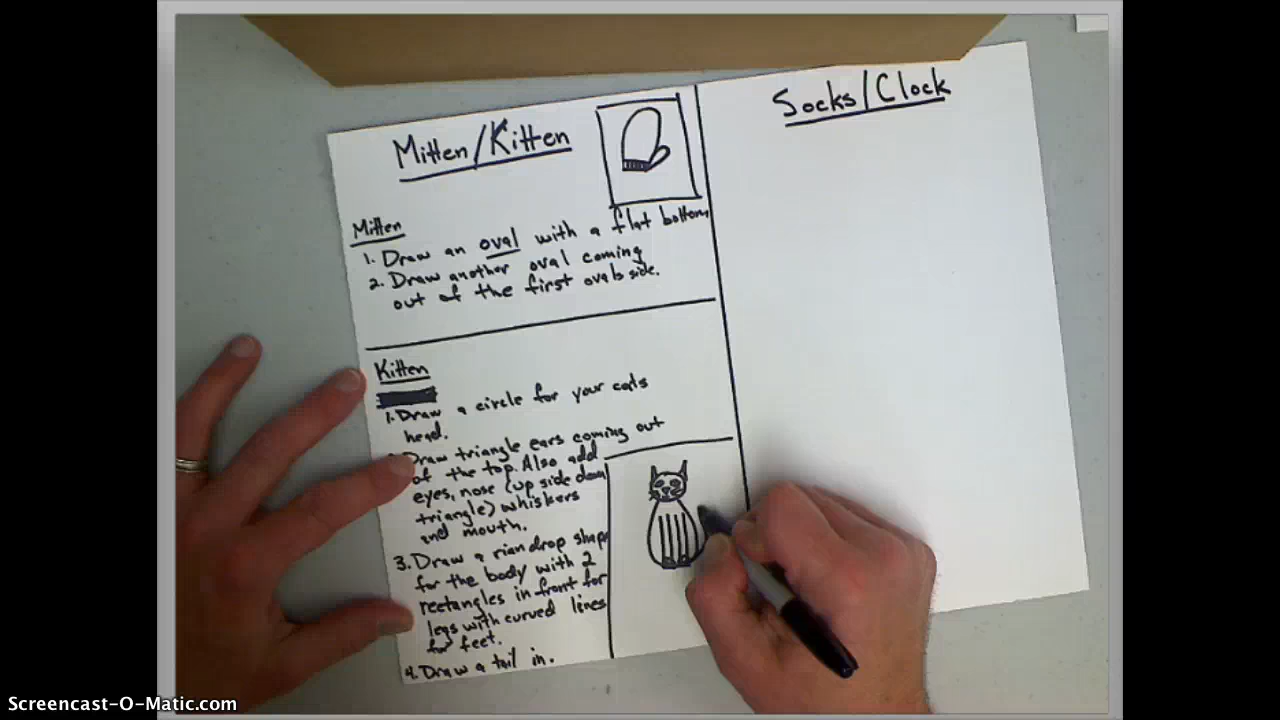 Mitten/Kitten
Mitten
1. Draw an oval with a flat bottom
2. Draw another oval coming
out of the first ovals side.
Kitten
1. Draw a circle for your cats
head.
Draw triangle ears coming out
of the top. Also add
eyes, nose (up side down
triangle) whiskers
and mouth.
3. Draw a rian drop shape
for the body with 2
rectangles in front for
legs with curved lines
for feet.
4. Draw a tail in.
Socks/Clock
Screencast-O-Matic.com